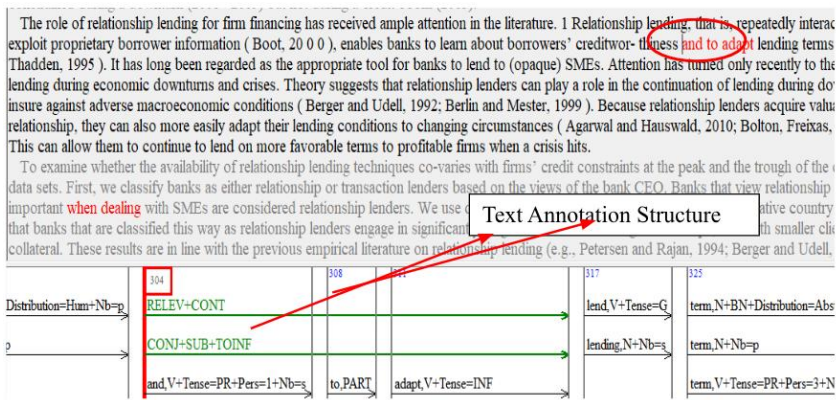 The role of relationship lending for firm financing has received ample attention in the literature. 1 Relationship lending, that is, repeatedly interac
exploit proprietary borrower information ( Boot, 20 0 0 ), enables banks to learn about borrowers’ creditwor- thiness and to adapt lending terms
Thadden, 1995 ). It has long been regarded as the appropriate tool for banks to lend to (opaque) SMEs. Attention has turned only recently to the
lending during economic downturns and crises. Theory suggests that relationship lenders can play a role in the continuation of lending during do
insure against adverse macroeconomic conditions ( Berger and Udell, 1992; Berlin and Mester, 1999 ). Because relationship lenders acquire valu
relationship, they can also more easily adapt their lending conditions to changing circumstances ( Agarwal and Hauswald, 2010; Bolton, Freixas,
This can allow them to continue to lend on more favorable terms to profitable firms when a crisis hits.
To examine whether the availability of relationship lending techniques co-varies with firms’ credit constraints at the peak and the trough of the
data sets. First, we classify banks as either relationship or transaction lenders based on the views of the bank CEO. Banks that view relationship
important when dealing with SMEs are considered relationship lenders. We use ative country
Text Annotation Structure
that banks that are classified this way as relationship lenders engage in significant th smaller clie
collateral. These results are in line with the previous empirical literature on relationship lending (e.g., Petersen and Rajan, 1994; Berger and Udell,
304 308 317 325
Distribution=Hum+Nb=p RELEV+CONT lend,V+Tense=G term,N+BN+Distribution=Abs
p CONJ+SUB+TOINF lending,N+Nb=s term,N+Nb=p
and,V+Tense=PR+Pers=1+Nb=s to,PART adapt,V+Tense=INF term,V+Tense=PR+Pers=3+N